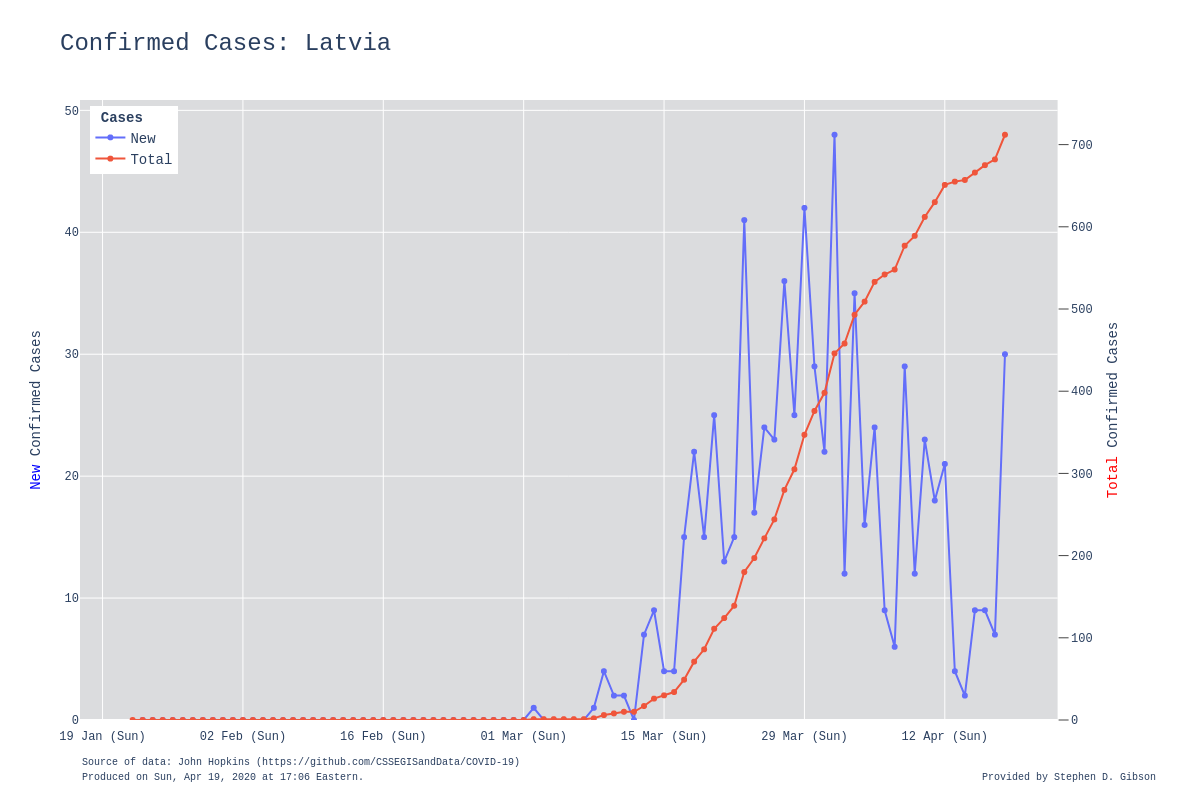 Confirmed Cases: Latvia
Cases
New
Total
50
40
30
20
10
0
700
600
500
400
300
200
100
0
New Confirmed Cases
Total Confirmed Cases
19 Jan (Sun)
02 Feb (Sun)
16 Feb (Sun)
01 Mar (Sun)
15 Mar (Sun)
29 Mar (Sun)
12 Apr (Sun)
Source of data: John Hopkins (https://github.com/CSSEGISandData/COVID-19)
Produced on Sun, Apr 19, 2020 at 17:06 Eastern.
Provided by Stephen D. Gibson